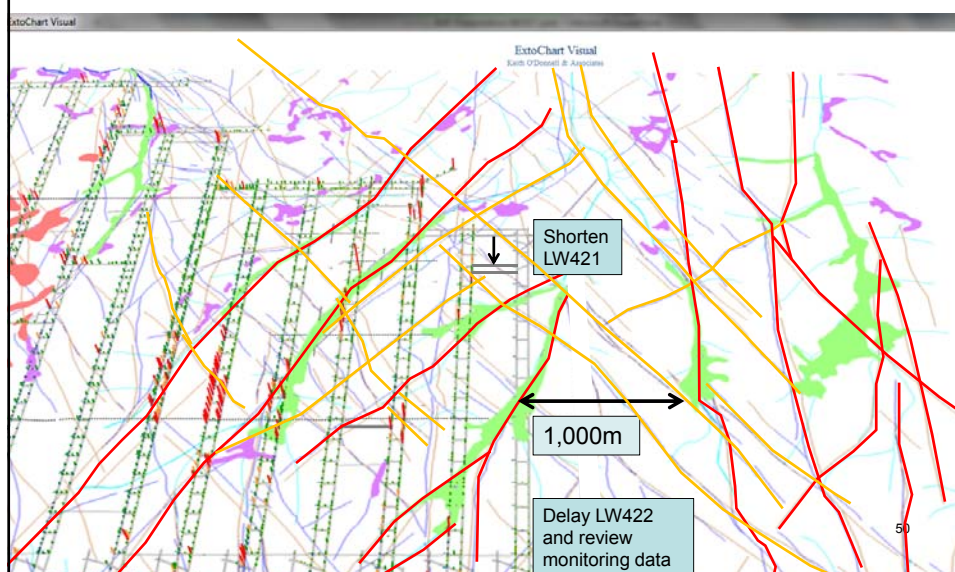 ExtoChart Visual
ExtoChart Visual
Keith O'Donnell & Associates
Shorten
LW421
1,000m
50
Delay LW422
and review
monitoring data